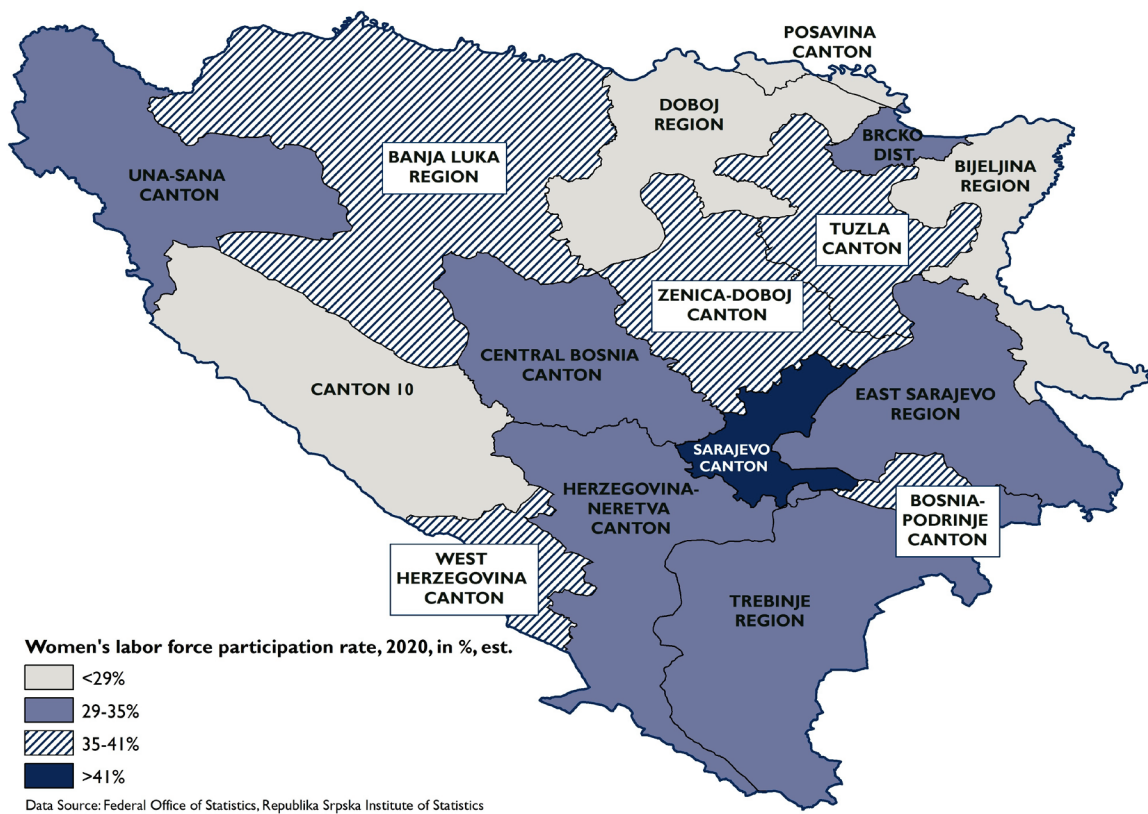 POSAVINA
CANTON
DOBOJ
REGION
BRCKO
DIST.
BANJA LUKA
REGION
BIJELJINA
REGION
UNA-SANA
CANTON
TUZLA
CANTON
ZENICA-DOBOJ
CANTON
CENTRAL BOSNIA
CANTON
CANTON 10
EAST SARAJEVO
REGION
SARAJEVO
CANTON
HERZEGOVINA-
NERETVA
CANTON
BOSNIA-
PODRINJE
CANTON
WEST
HERZEGOVINA
CANTON
TREBINJE
REGION
Women's labor force participation rate, 2020, in %, est.
<29%
29-35%
35-41%
>41%
Data Source: Federal Office of Statistics, Republika Srpska Institute of Statistics